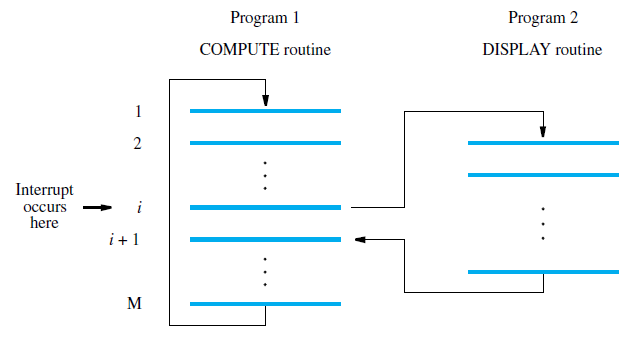 Program 1
Program 2
COMPUTE routine
DISPLAY routine
1
2
Interrupt
occurs
here
i
i + 1
M